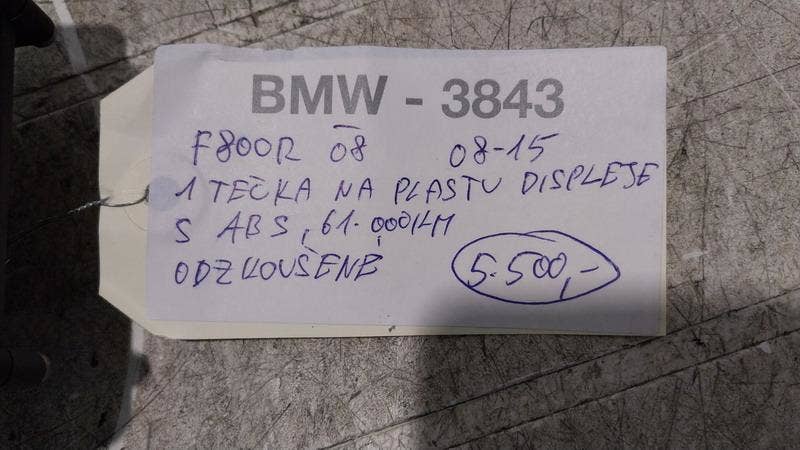 BMW - 3843
F800R 08 08-15
1 TEČKA NA PLASTU DISPLEJE
S ABS, 61.000KM
ODZKOUŠENÉ 5.500,-